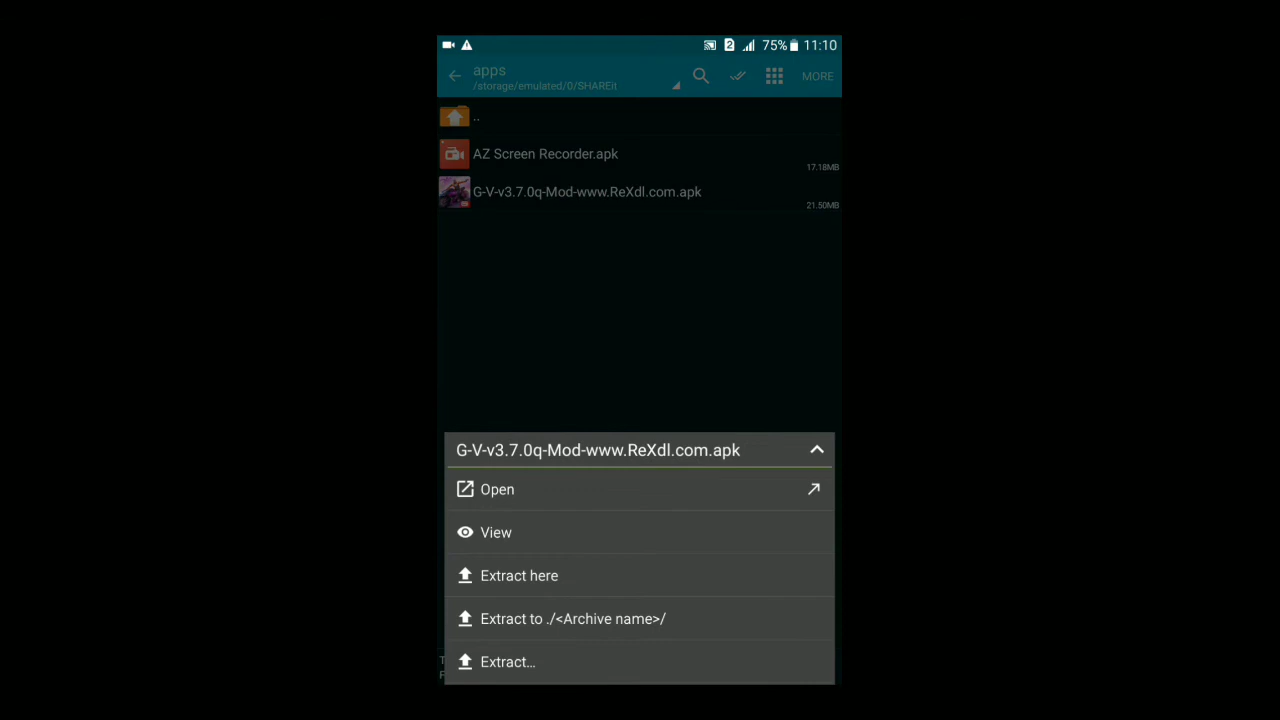 2 75% 11:10
apps
/storage/emulated/0/SHAREit
MORE
..
AZ Screen Recorder.apk
17.18MB
G-V-v3.7.0q-Mod-www.ReXdl.com.apk
21.50MB
G-V-v3.7.0q-Mod-www.ReXdl.com.apk
Open
View
Extract here
Extract to ./<Archive name>/
Extract...